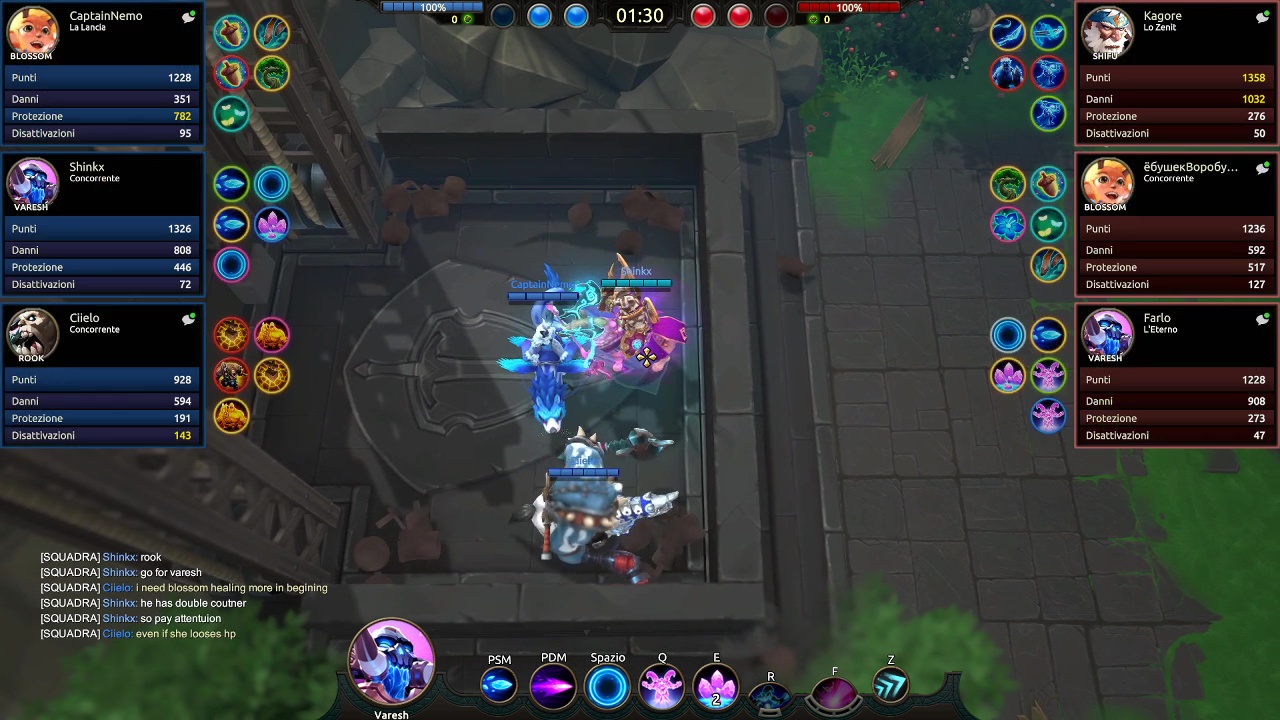 CaptainNemo
La Lancia
BLOSSOM
Punti 1228
Danni 351
Protezione 782
Disattivazioni 95
Shinkx
Concorrente
VARESH
Punti 1326
Danni 808
Protezione 446
Disattivazioni 72
Ciielo
Concorrente
ROOK
Punti 928
Danni 594
Protezione 191
Disattivazioni 143
100%
0
01:30
100%
0
Kagore
Lo Zenit
SHIFU
Punti 1358
Danni 1032
Protezione 276
Disattivazioni 50
ёбушекВоробу...
Concorrente
BLOSSOM
Punti 1236
Danni 592
Protezione 517
Disattivazioni 127
Farlo
L'Eterno
VARESH
Punti 1228
Danni 908
Protezione 273
Disattivazioni 47
Shinkx
CaptainNemo
[SQUADRA] Shinkx: rook
[SQUADRA] Shinkx: go for varesh
[SQUADRA] Ciielo: i need blossom healing more in begining
[SQUADRA] Shinkx: he has double coutner
[SQUADRA] Shinkx: so pay attentuion
[SQUADRA] Ciielo: even if she looses hp
PSM PDM Spazio Q E R F Z
2
Varesh